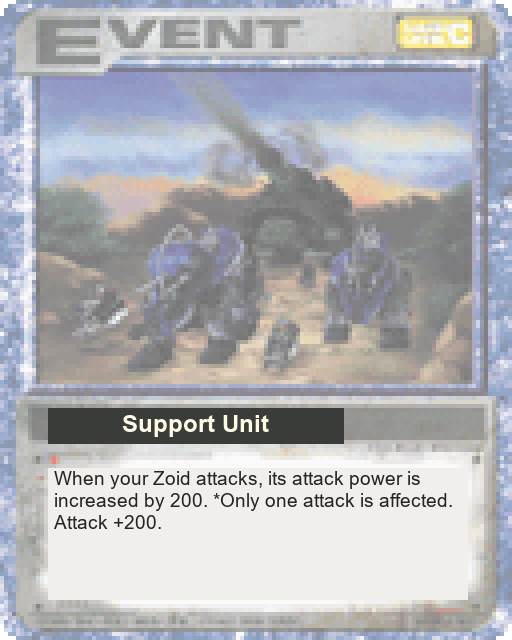 EVENT
C
Support Unit
When your Zoid attacks, its attack power is
increased by 200. *Only one attack is affected.
Attack +200.